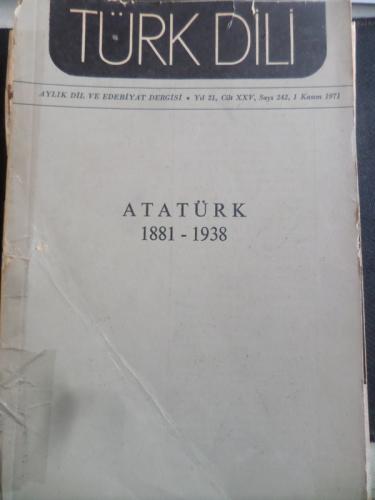 TÜRK DİLİ
AYLIK DİL VE EDEBİYAT DERGİSİ • Yıl 21, Cilt XXV, Sayı 242, 1 Kasım 1971
ATATÜRK
1881 - 1938